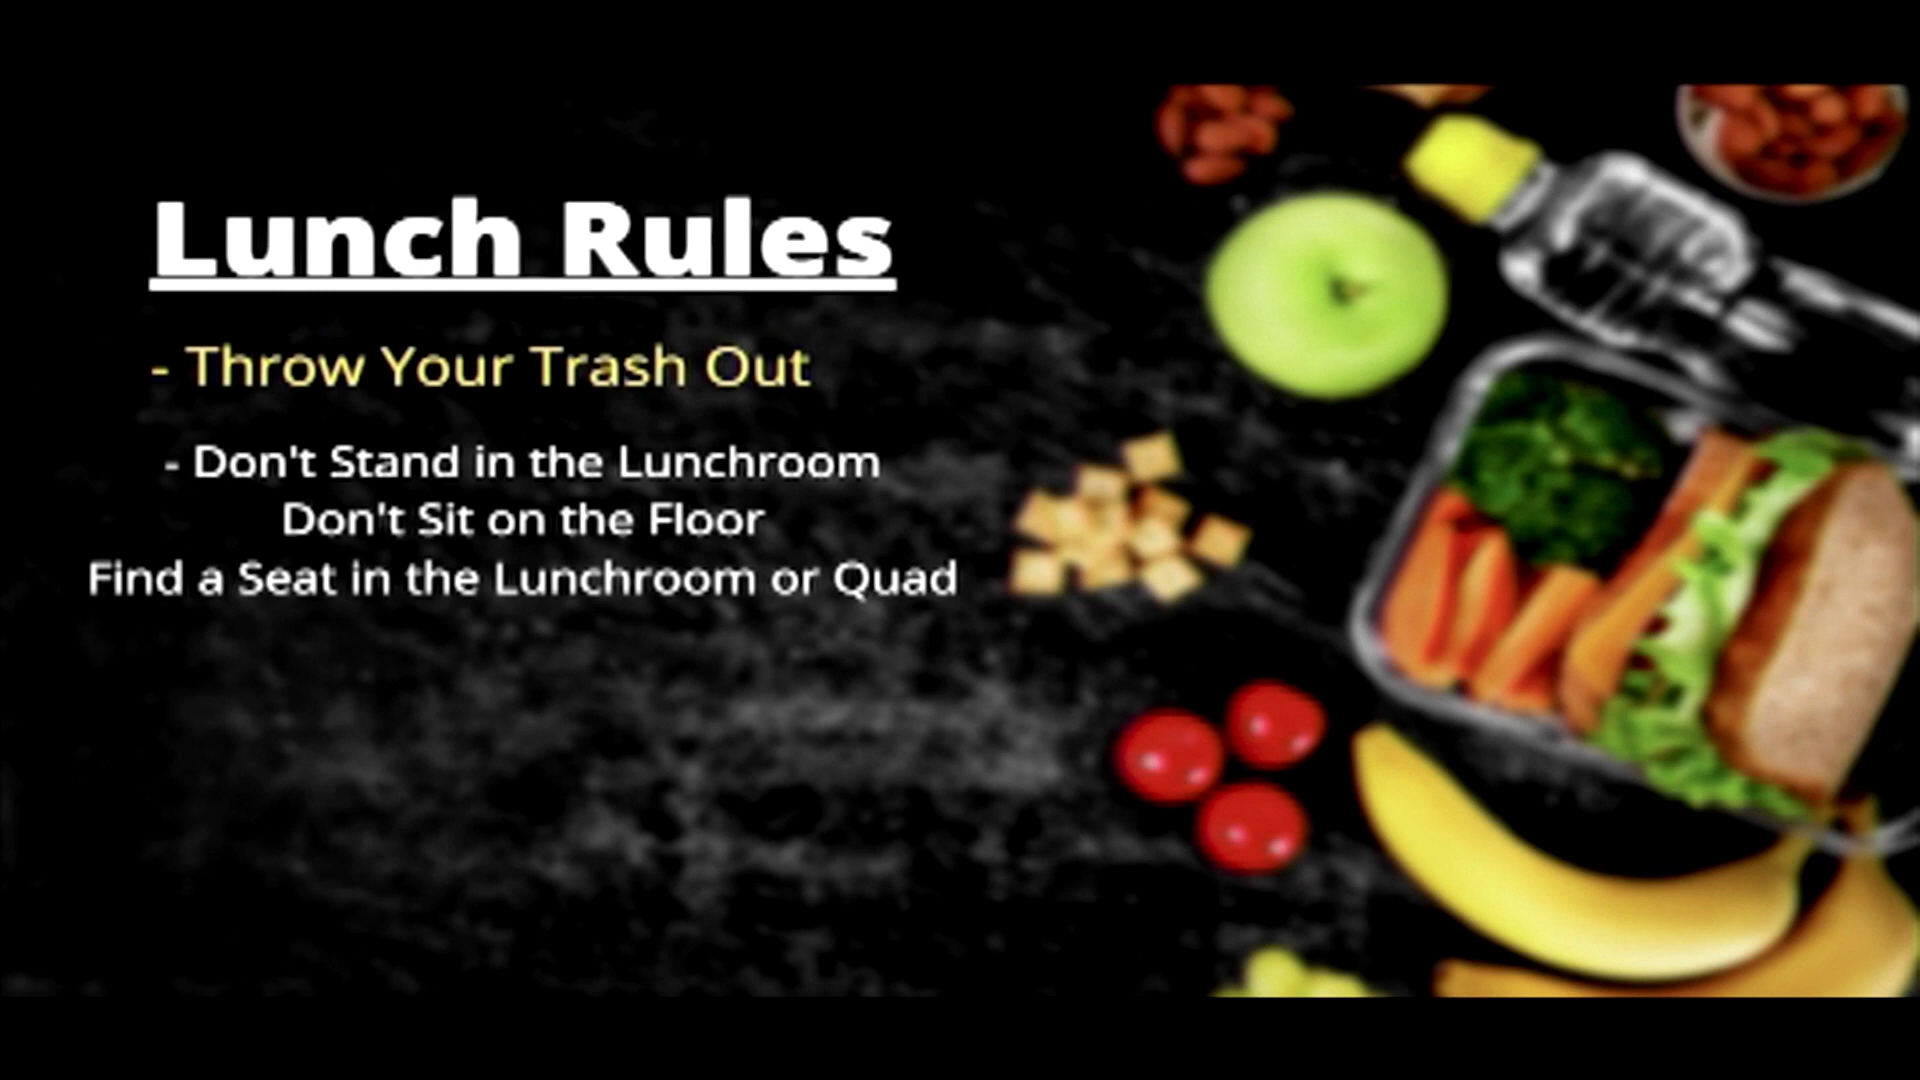 Lunch Rules
- Throw Your Trash Out
- Don't Stand in the Lunchroom
Don't Sit on the Floor
Find a Seat in the Lunchroom or Quad